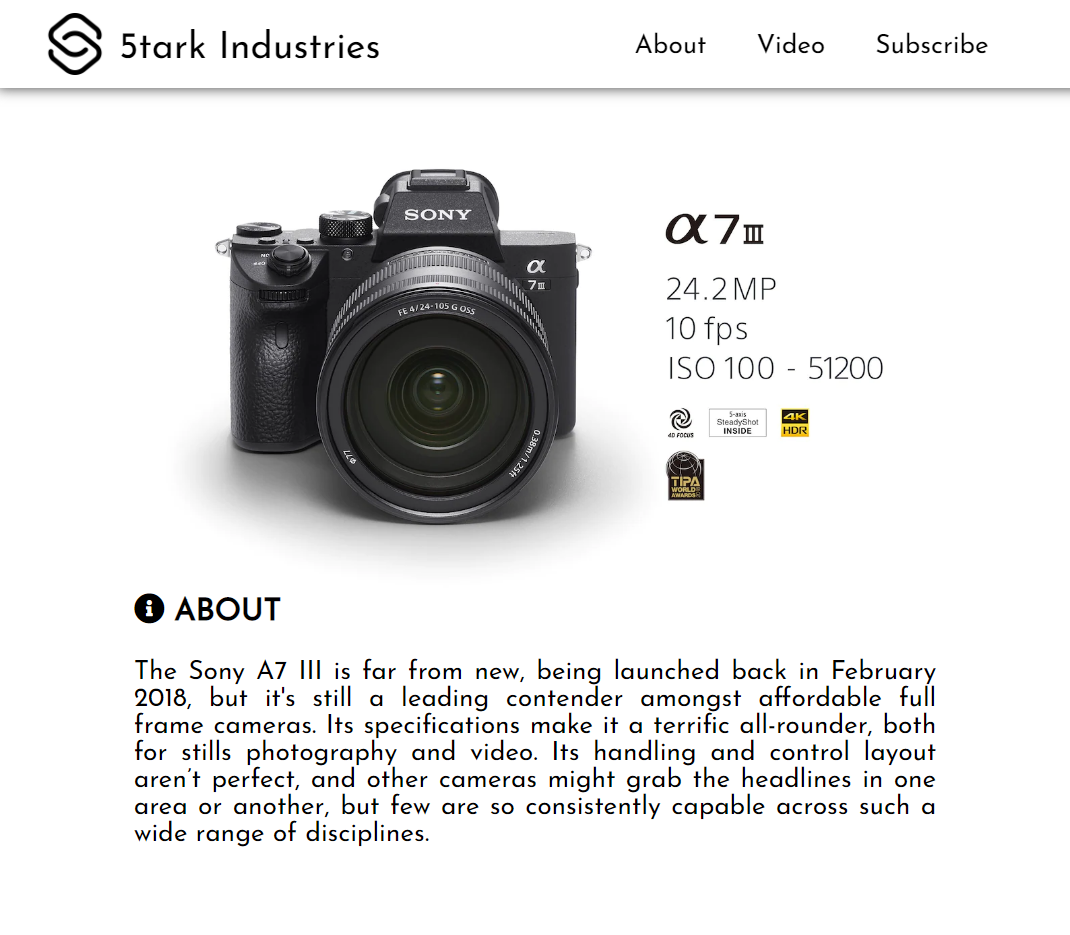 5tark Industries
About
Video
Subscribe
SONY
α
7III
FE 4/24-105 G OSS
0.38m/1.25ft
Φ77
α7III
24.2MP
10 fps
ISO 100 - 51200
4D FOCUS
5-axis
SteadyShot
INSIDE
4K
HDR
TIPA
WORLD
AWARDS
ABOUT
The Sony A7 III is far from new, being launched back in February
2018, but it's still a leading contender amongst affordable full
frame cameras. Its specifications make it a terrific all-rounder, both
for stills photography and video. Its handling and control layout
aren’t perfect, and other cameras might grab the headlines in one
area or another, but few are so consistently capable across such a
wide range of disciplines.